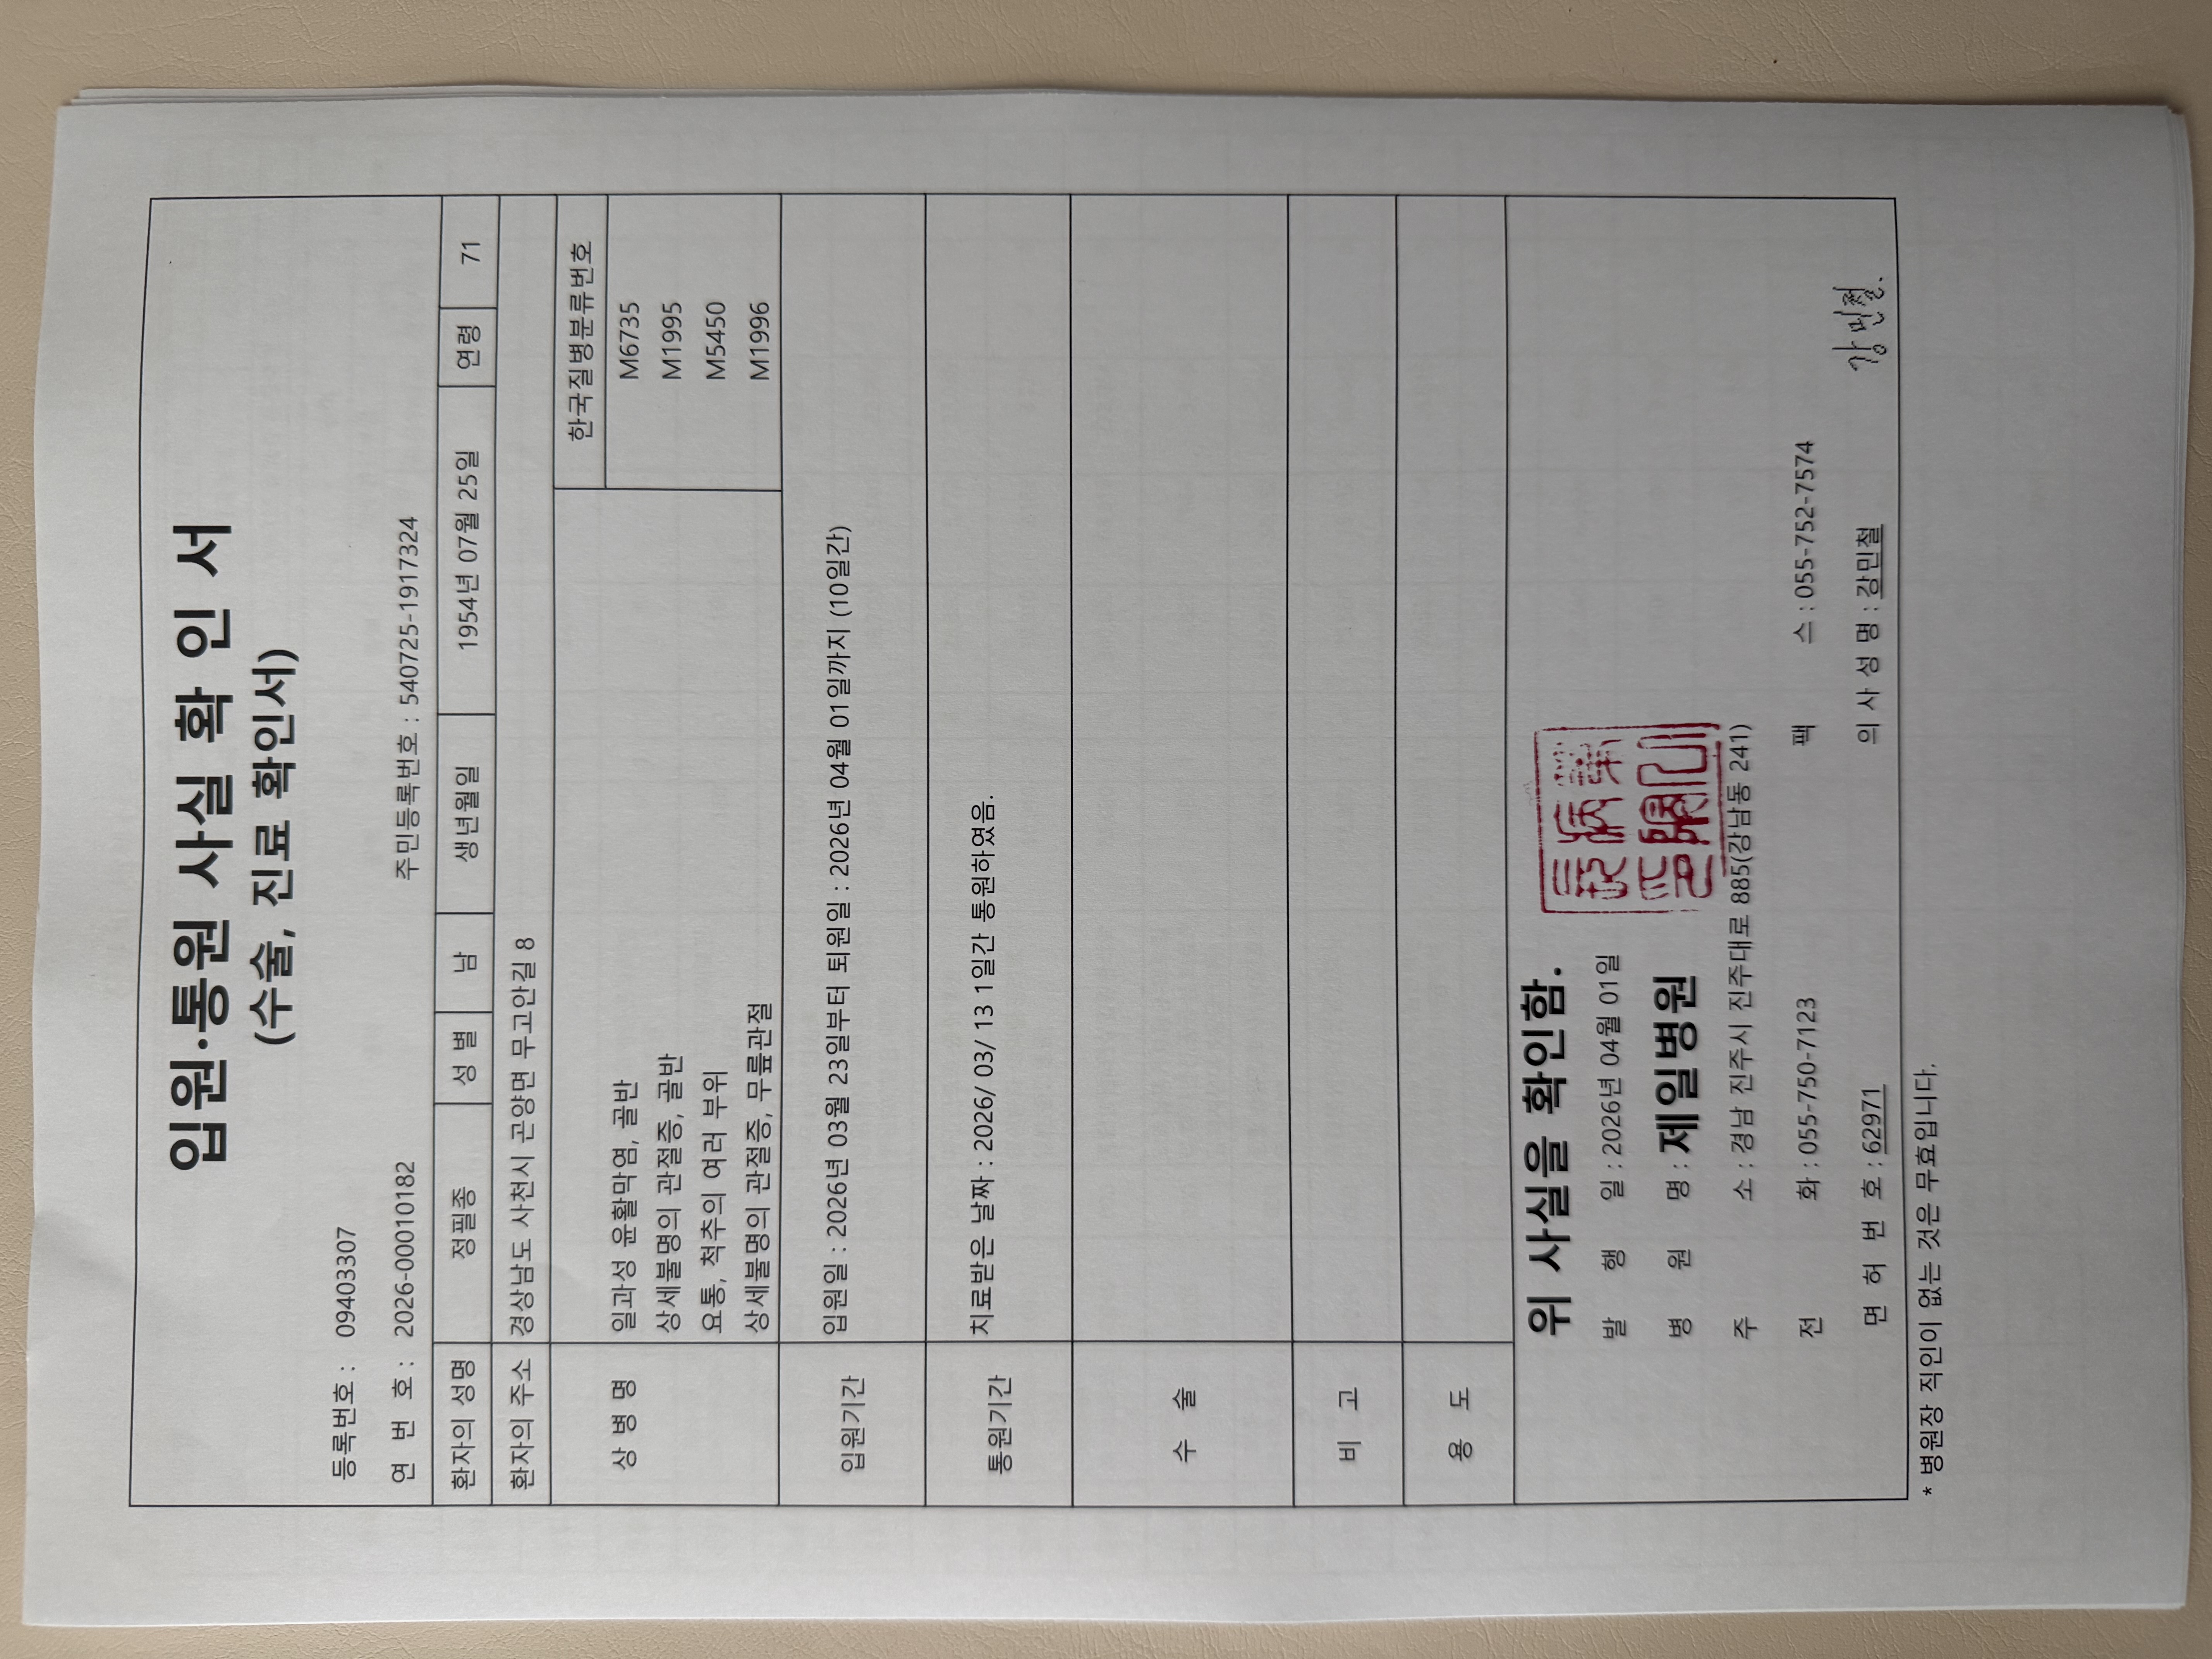 입원·통원 사실 확 인 서
(수술, 진료 확인서)
등록번호 : 09403307
연 번 호 : 2026-00010182 주민등록번호 : 540725-1917324
환자의 성명 정필종 성 별 남 생년월일 1954년 07월 25일 연령 71
환자의 주소 경상남도 사천시 곤양면 무고안길 8
상 병 명 한국질병분류번호
일과성 윤활막염, 골반 M6735
상세불명의 관절증, 골반 M1995
요통, 척추의 여러 부위 M5450
상세불명의 관절증, 무릎관절 M1996
입원기간 입원일 : 2026년 03월 23일부터 퇴원일 : 2026년 04월 01일까지 (10일간)
통원기간 치료받은 날짜 : 2026/ 03/ 13 1일간 통원하였음.
수 술
비 고
용 도
위 사실을 확인함.
발 행 일 : 2026년 04월 01일
병 원 명 : 제일병원
주 소 : 경남 진주시 진주대로 885(강남동 241)
전 화 : 055-750-7123 팩 스 : 055-752-7574
면 허 번 호 : 62971 의 사 성 명 : 강민철 강민철.
* 병원장 직인이 없는 것은 무효입니다.